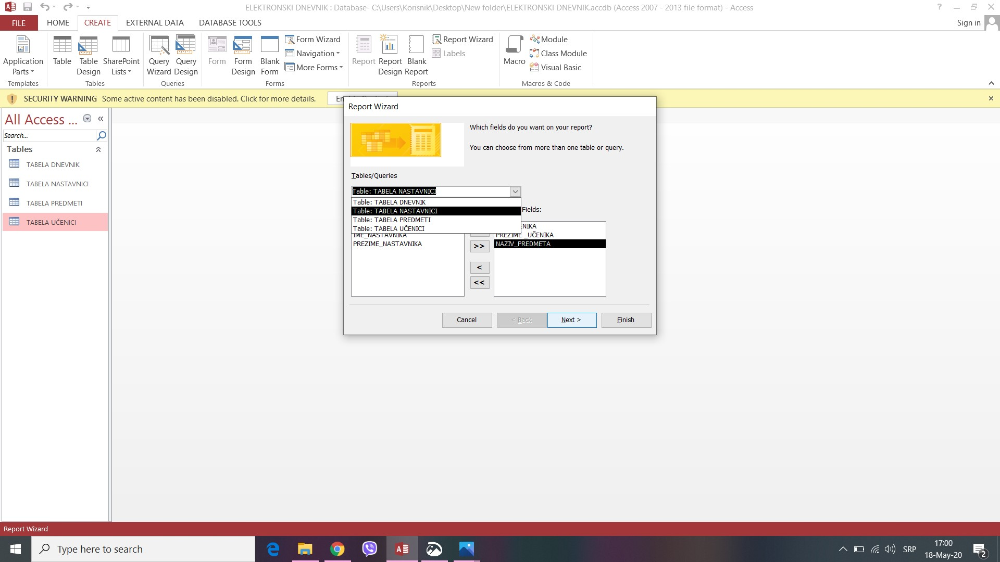 ELEKTRONSKI DNEVNIK : Database- C:\Users\Korisnik\Desktop\New folder\ELEKTRONSKI DNEVNIK.accdb (Access 2007 - 2013 file format) - Access
FILE HOME CREATE EXTERNAL DATA DATABASE TOOLS Sign in
Application Parts
Table
Table Design
SharePoint Lists
Query Wizard
Query Design
Form
Form Design
Blank Form
Form Wizard
Navigation
More Forms
Report
Report Design
Blank Report
Report Wizard
Labels
Macro
Module
Class Module
Visual Basic
Templates Tables Queries Forms Reports Macros & Code
SECURITY WARNING Some active content has been disabled. Click for more details.
All Access ...
Search...
Tables
TABELA DNEVNIK
TABELA NASTAVNICI
TABELA PREDMETI
TABELA UČENICI
Report Wizard
Which fields do you want on your report?
You can choose from more than one table or query.
Tables/Queries
Table: TABELA NASTAVNICI
Table: TABELA DNEVNIK
Table: TABELA NASTAVNICI
Table: TABELA PREDMETI
Table: TABELA UČENICI
Fields:
IME_NASTAVNIKA
PREZIME_NASTAVNIKA
>>
<
<<
ENIKA
PREZIME _UČENIKA
NAZIV_PREDMETA
Cancel < Back Next > Finish
Report Wizard
Type here to search
SRP
17:00
18-May-20
2